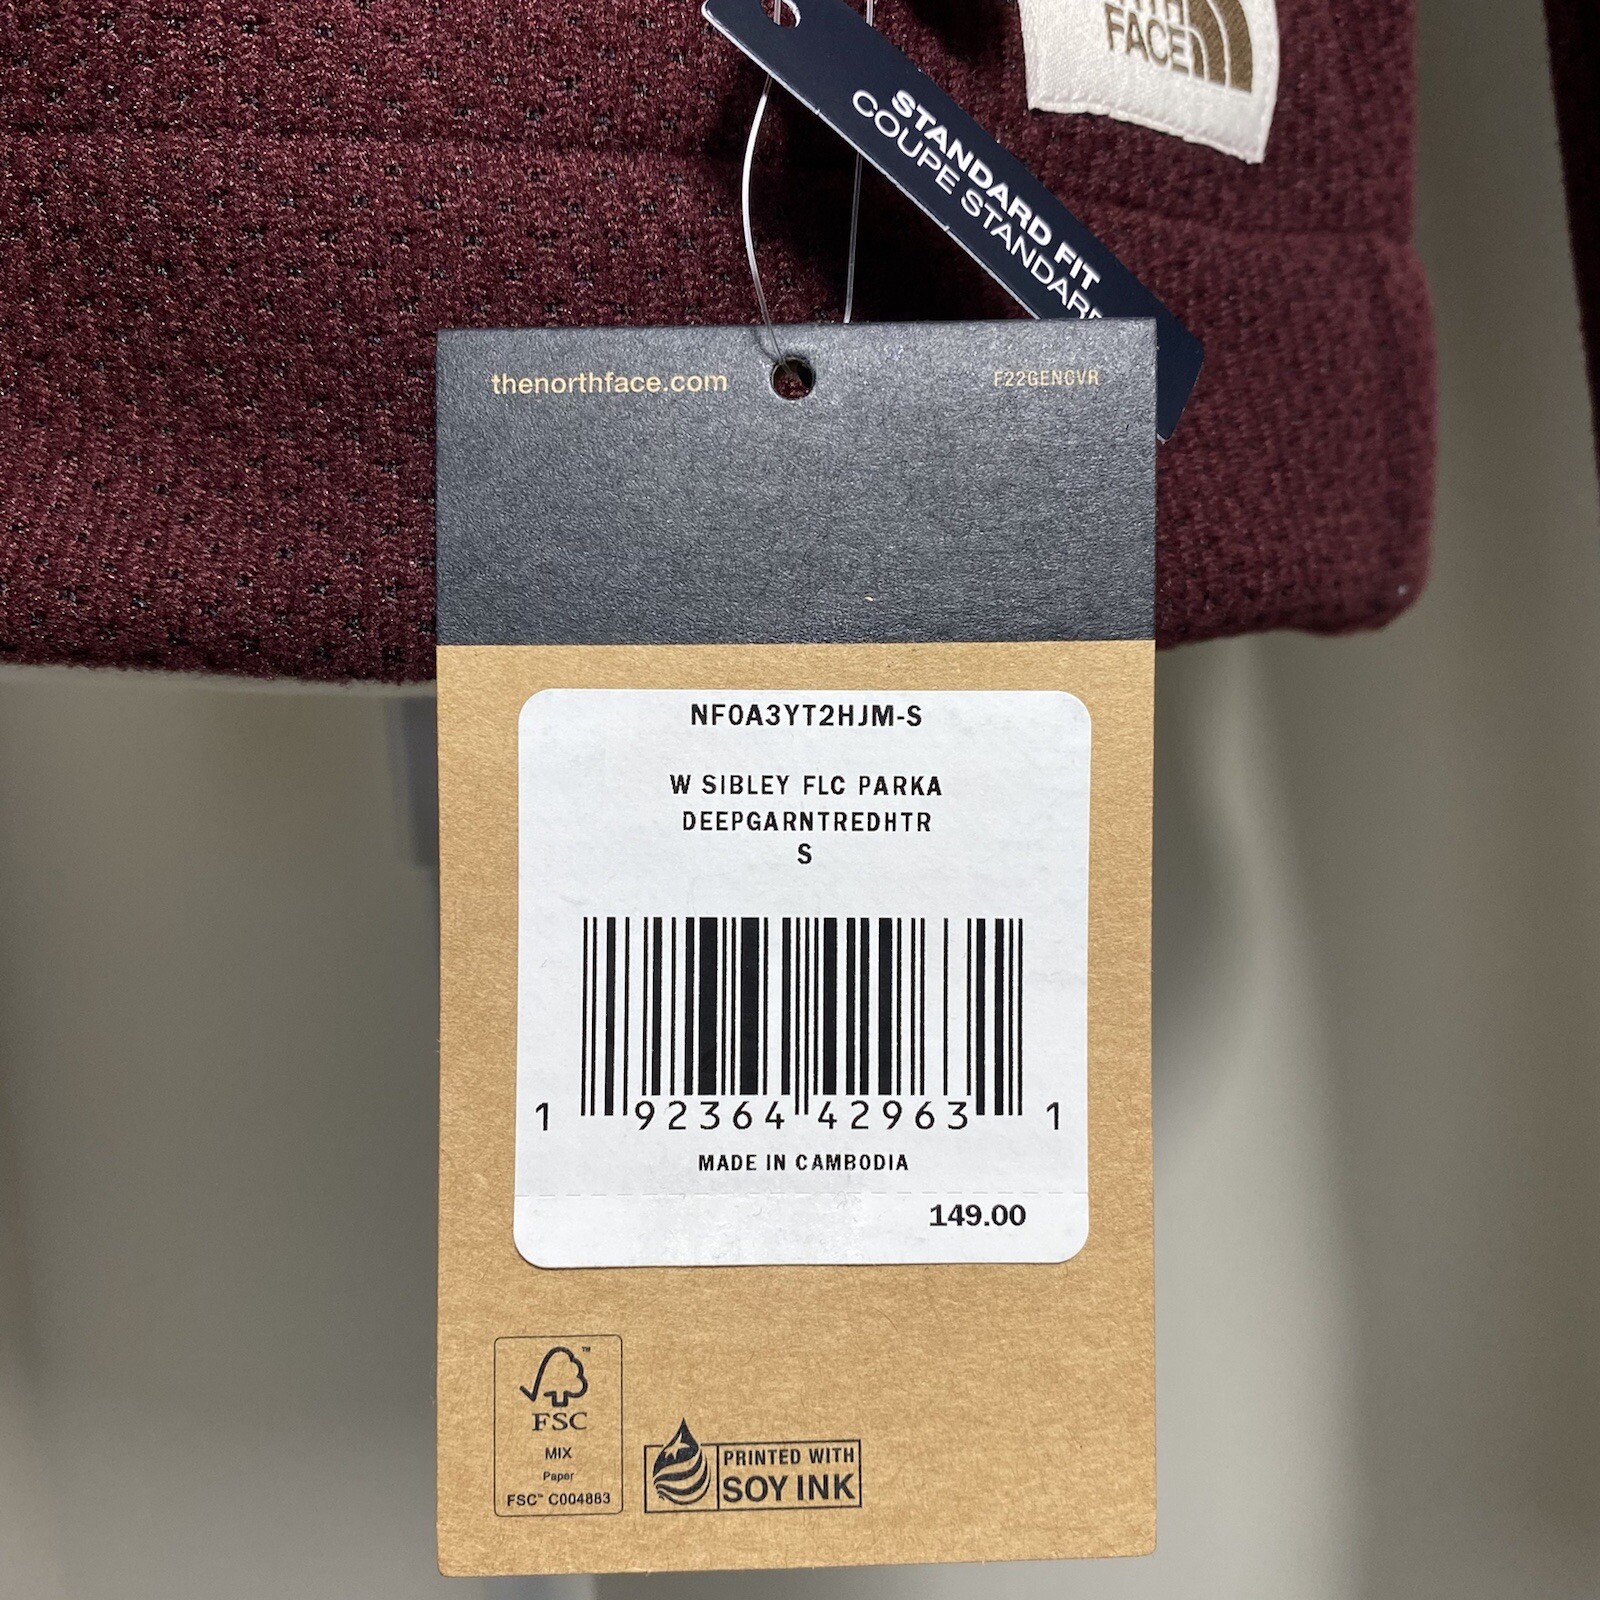 FACE
STANDARD FIT
COUPE STANDARD
thenorthface.com
F22GENCVR
NF0A3YT2HJM-S
W SIBLEY FLC PARKA
DEEPGARNTREDHTR
S
1 92364 42963 1
MADE IN CAMBODIA
149.00
FSC
MIX
Paper
FSC™ C004883
PRINTED WITH
SOY INK